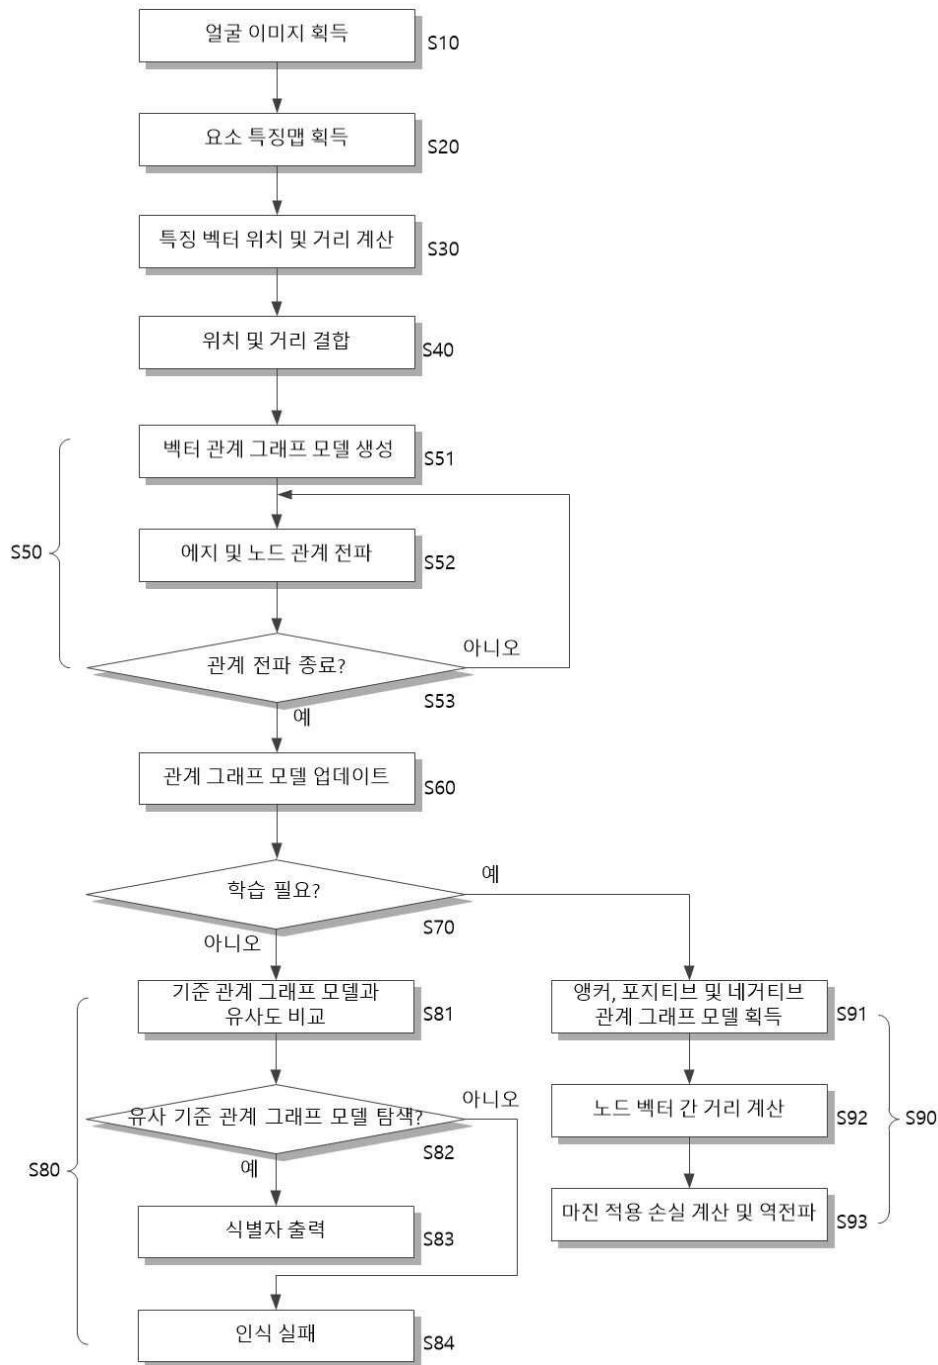 얼굴 이미지 획득
S10
요소 특징맵 획득
S20
특징 벡터 위치 및 거리 계산
S30
위치 및 거리 결합
S40
벡터 관계 그래프 모델 생성
S51
S50
에지 및 노드 관계 전파
S52
관계 전파 종료?
아니오
S53
예
관계 그래프 모델 업데이트
S60
학습 필요?
예
S70
아니오
기준 관계 그래프 모델과
유사도 비교
S81
앵커, 포지티브 및 네거티브
관계 그래프 모델 획득
S91
유사 기준 관계 그래프 모델 탐색?
아니오
S82
예
노드 벡터 간 거리 계산
S92
S90
S80
식별자 출력
S83
마진 적용 손실 계산 및 역전파
S93
인식 실패
S84